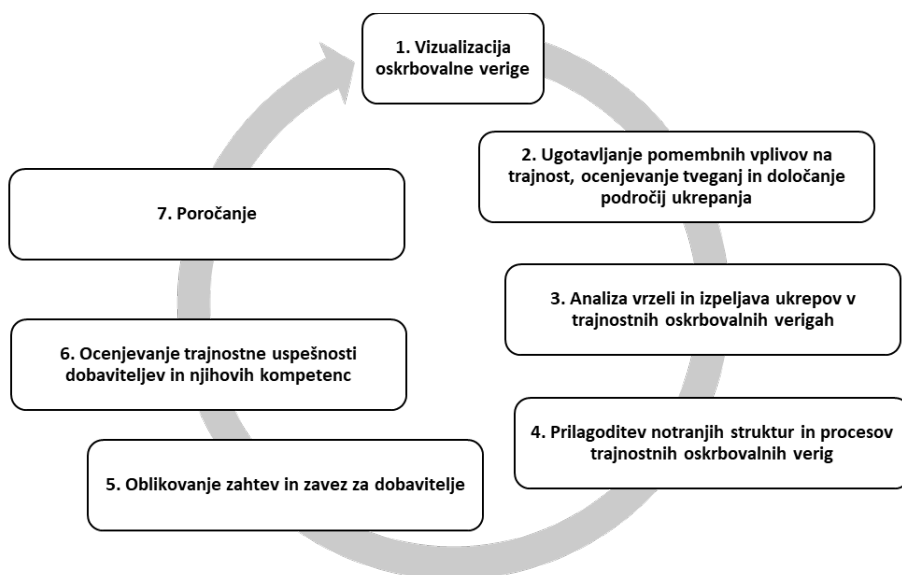 1. Vizualizacija
oskrbovalne verige
2. Ugotavljanje pomembnih vplivov na
trajnost, ocenjevanje tveganj in določanje
področij ukrepanja
3. Analiza vrzeli in izpeljava ukrepov v
trajnostnih oskrbovalnih verigah
4. Prilagoditev notranjih struktur in procesov
trajnostnih oskrbovalnih verig
5. Oblikovanje zahtev in zavez za dobavitelje
6. Ocenjevanje trajnostne uspešnosti
dobaviteljev in njihovih kompetenc
7. Poročanje